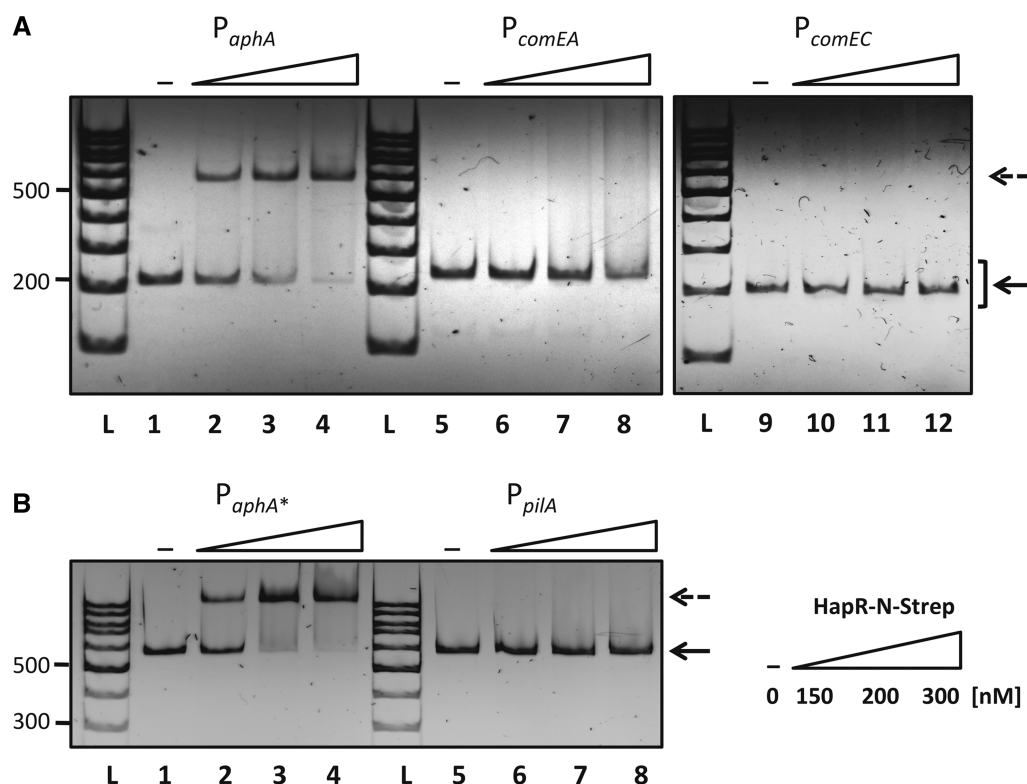 A
P aphA
P comEA
P comEC
– – –
500
200
L 1 2 3 4 L 5 6 7 8 L 9 10 11 12
B
P aphA*
P pilA
– –
500
300
L 1 2 3 4 L 5 6 7 8
HapR-N-Strep
–
0 150 200 300 [nM]